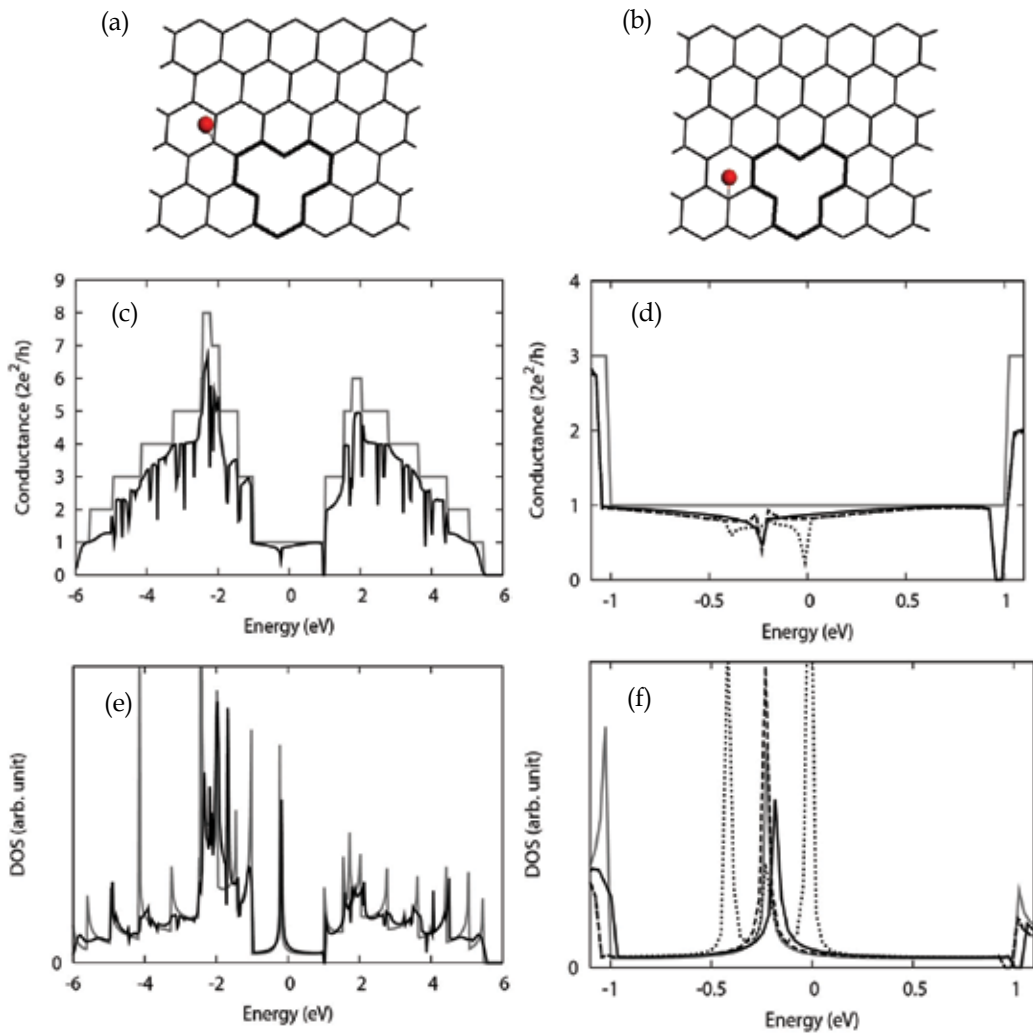 (a)
(b)
9
8
7
6
5
4
3
2
1
0
Conductance (2e²/h)
(c)
-6
-4
-2
0
2
4
6
Energy (eV)
4
3
2
1
0
Conductance (2e²/h)
(d)
-1
-0.5
0
0.5
1
Energy (eV)
(e)
DOS (arb. unit)
0
-6
-4
-2
0
2
4
6
Energy (eV)
(f)
DOS (arb. unit)
0
-1
-0.5
0
0.5
1
Energy (eV)